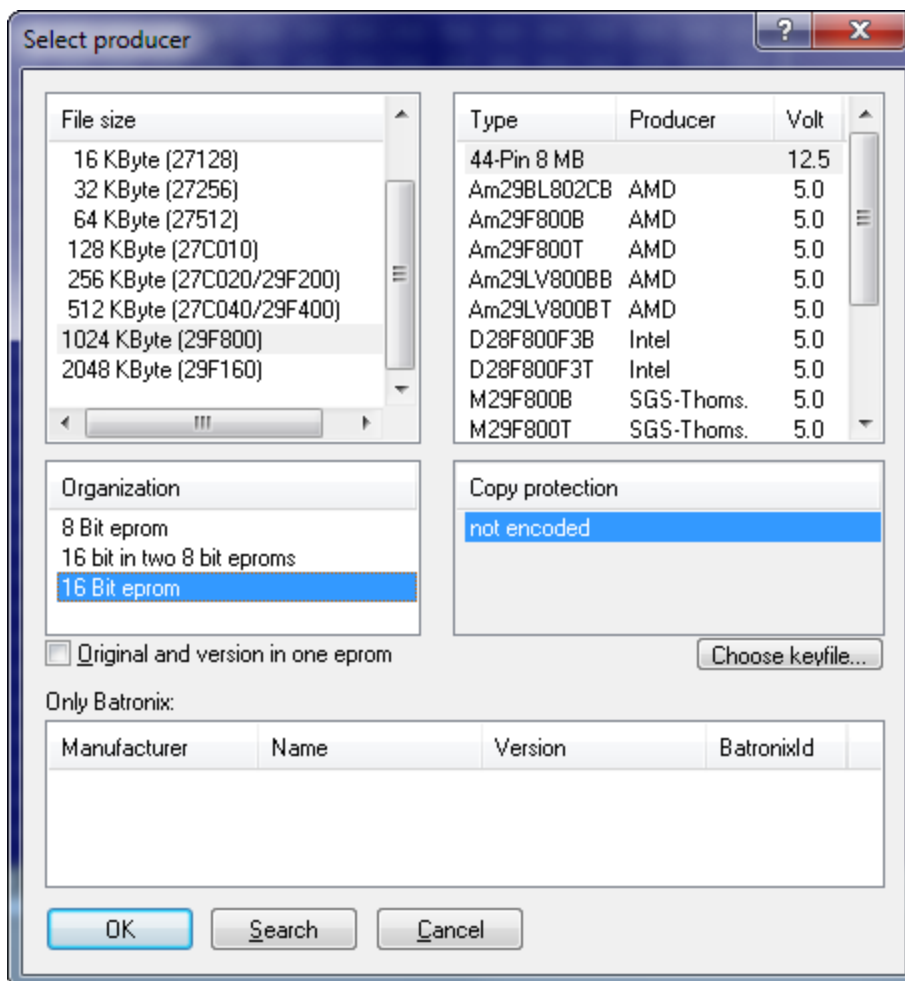 Select producer
File size
16 KByte (27128)
32 KByte (27256)
64 KByte (27512)
128 KByte (27C010)
256 KByte (27C020/29F200)
512 KByte (27C040/29F400)
1024 KByte (29F800)
2048 KByte (29F160)
Type Producer Volt
44-Pin 8 MB 12.5
Am29BL802CB AMD 5.0
Am29F800B AMD 5.0
Am29F800T AMD 5.0
Am29LV800BB AMD 5.0
Am29LV800BT AMD 5.0
D28F800F3B Intel 5.0
D28F800F3T Intel 5.0
M29F800B SGS-Thoms. 5.0
M29F800T SGS-Thoms. 5.0
Organization
8 Bit eprom
16 bit in two 8 bit eproms
16 Bit eprom
Copy protection
not encoded
Original and version in one eprom
Choose keyfile...
Only Batronix:
Manufacturer Name Version BatronixId
OK Search Cancel